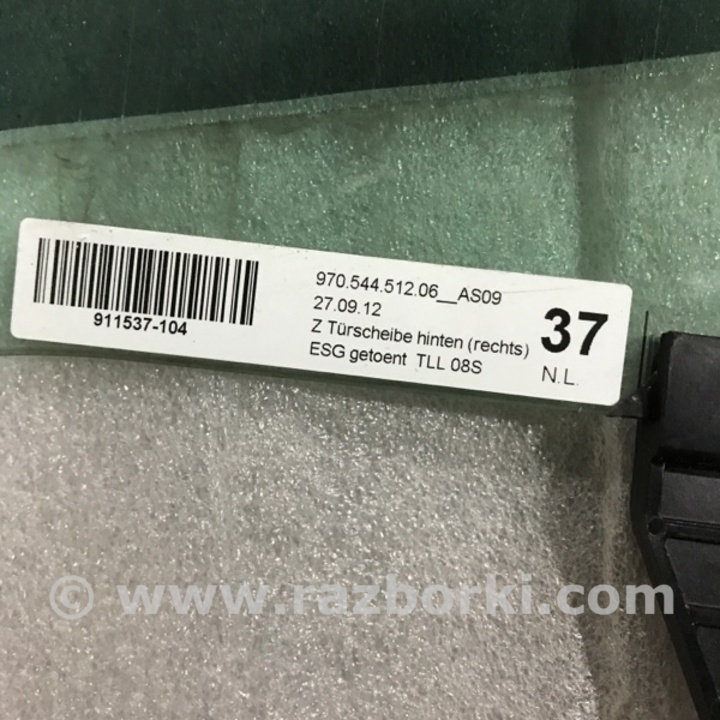 911537-104
970.544.512.06__AS09
27.09.12
Z Türscheibe hinten (rechts)
ESG getoent TLL 08S
37
N.L.
© www.razborki.com